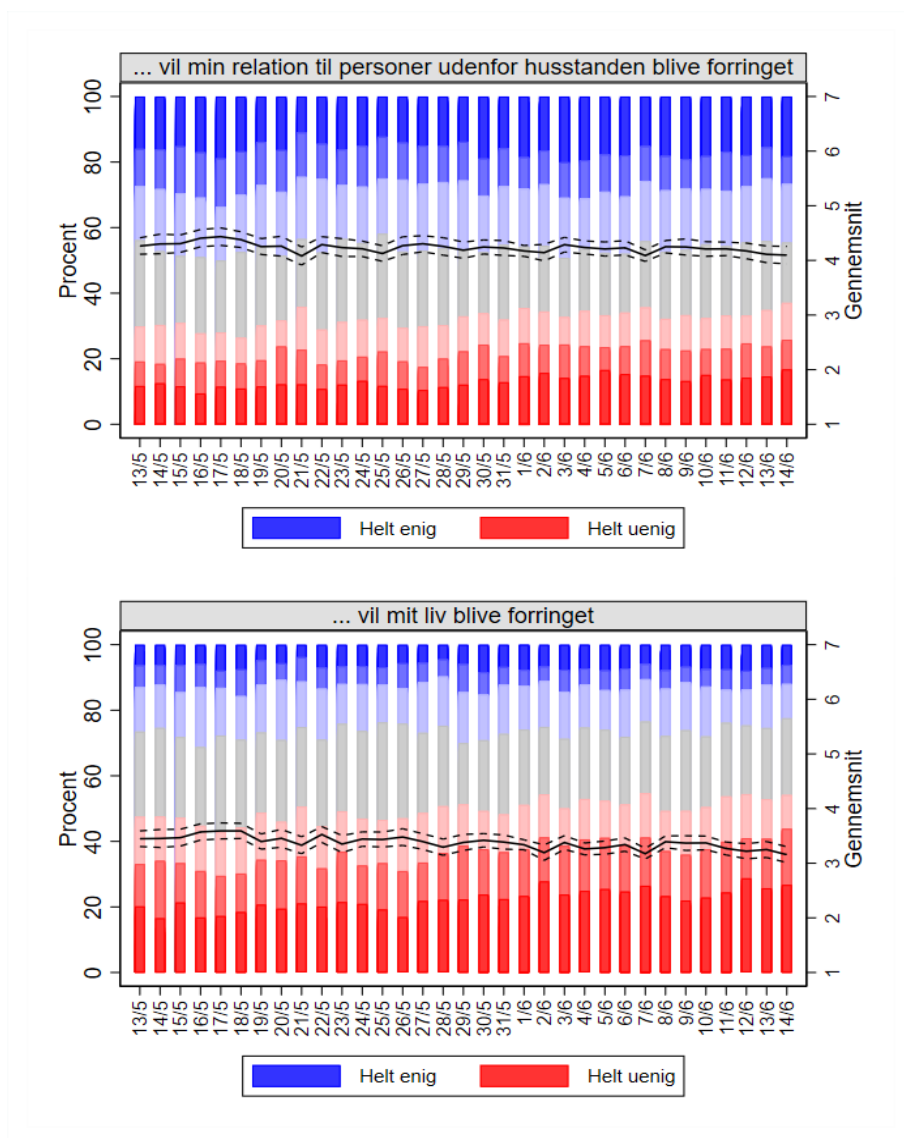 ... vil min relation til personer udenfor husstanden blive forringet
100
80
60
40
20
0
Procent
7
6
5
4
3
2
1
Gennemsnit
13/5 14/5 15/5 16/5 17/5 18/5 19/5 20/5 21/5 22/5 23/5 24/5 25/5 26/5 27/5 28/5 29/5 30/5 31/5 1/6 2/6 3/6 4/6 5/6 6/6 7/6 8/6 9/6 10/6 11/6 12/6 13/6 14/6
Helt enig Helt uenig
... vil mit liv blive forringet
100
80
60
40
20
0
Procent
7
6
5
4
3
2
1
Gennemsnit
13/5 14/5 15/5 16/5 17/5 18/5 19/5 20/5 21/5 22/5 23/5 24/5 25/5 26/5 27/5 28/5 29/5 30/5 31/5 1/6 2/6 3/6 4/6 5/6 6/6 7/6 8/6 9/6 10/6 11/6 12/6 13/6 14/6
Helt enig Helt uenig